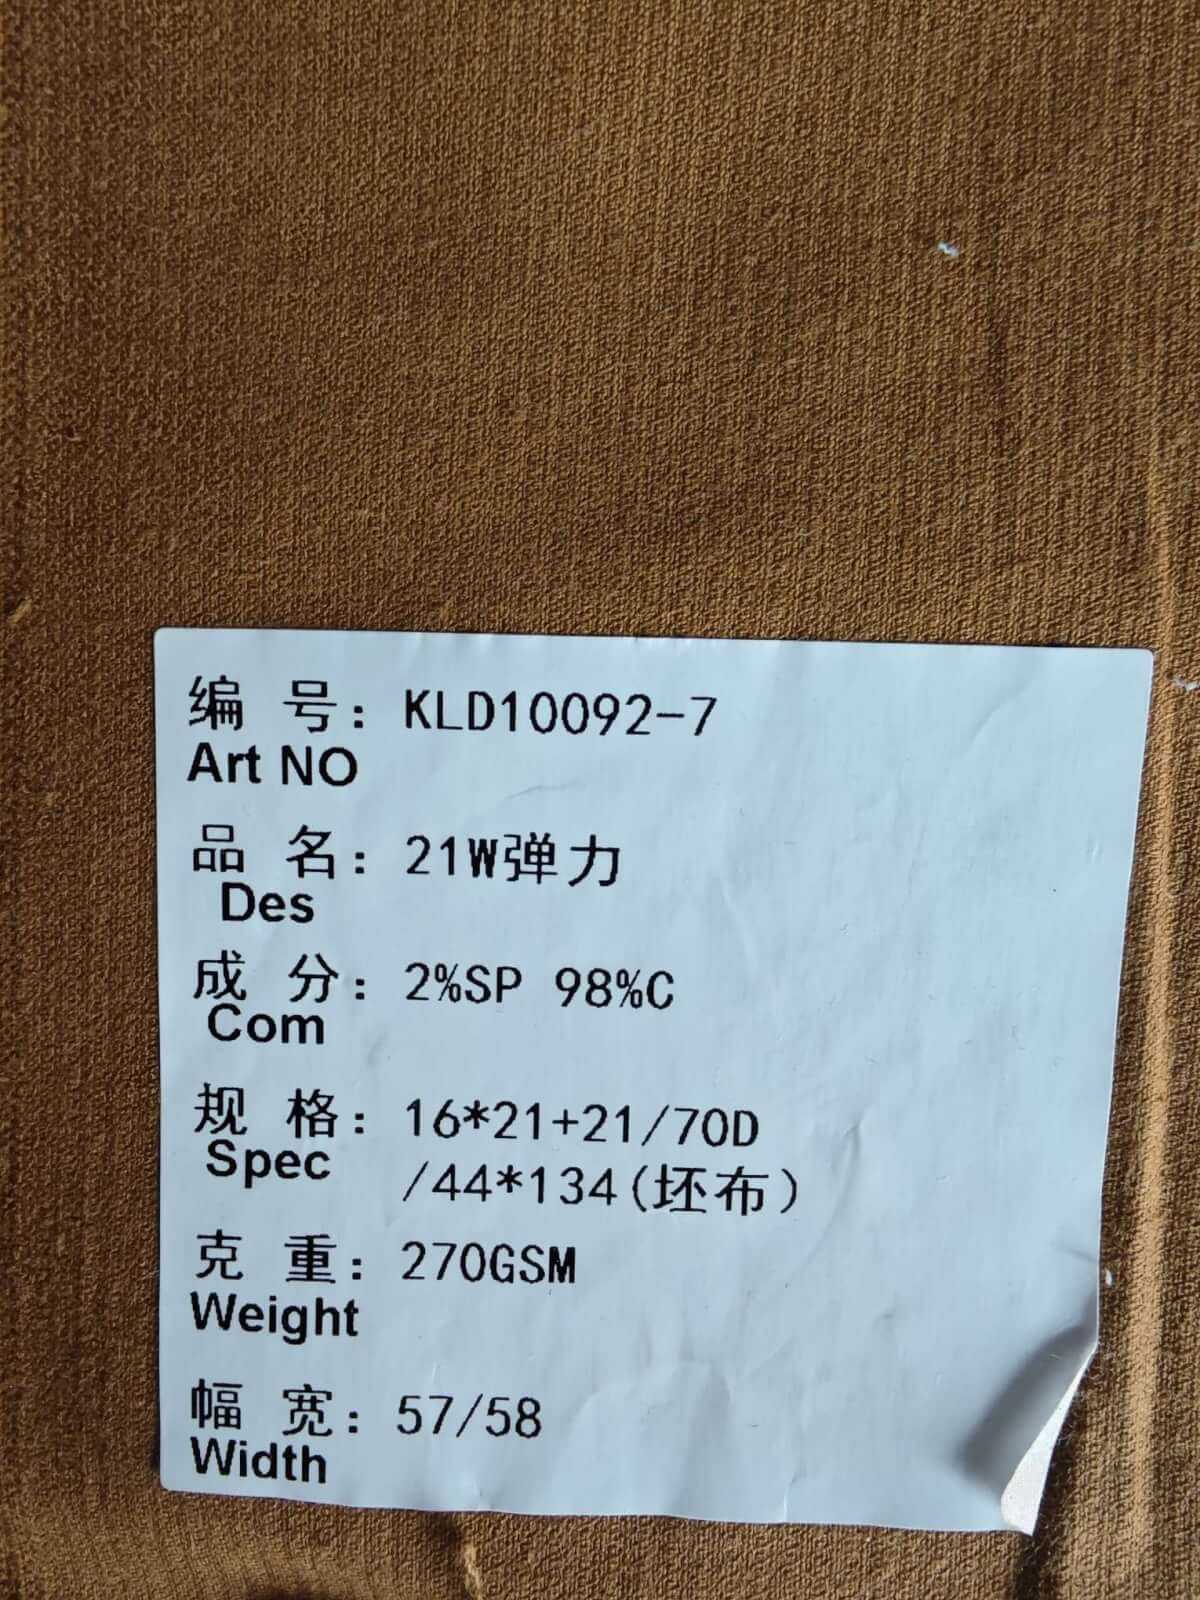 编 号: KLD10092-7
Art NO
品 名: 21W弹力
Des
成 分: 2%SP 98%C
Com
规 格: 16*21+21/70D
Spec /44*134(坯布)
克 重: 270GSM
Weight
幅 宽: 57/58
Width